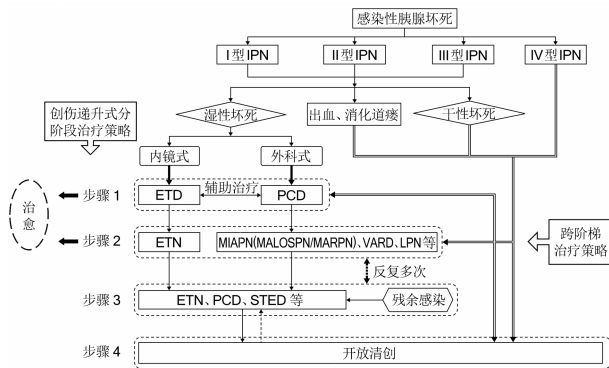 感染性胰腺坏死
I型IPN
II型IPN
III型IPN
IV型IPN
创伤递升式分
阶段治疗策略
湿性坏死
出血、消化道瘘
干性坏死
内镜式
外科式
治愈
步骤 1
ETD
辅助治疗
PCD
步骤 2
ETN
MIAPN(MALOSPN/MARPN)、VARD、LPN等
跨阶梯
治疗策略
反复多次
步骤 3
ETN、PCD、STED 等
残余感染
步骤 4
开放清创